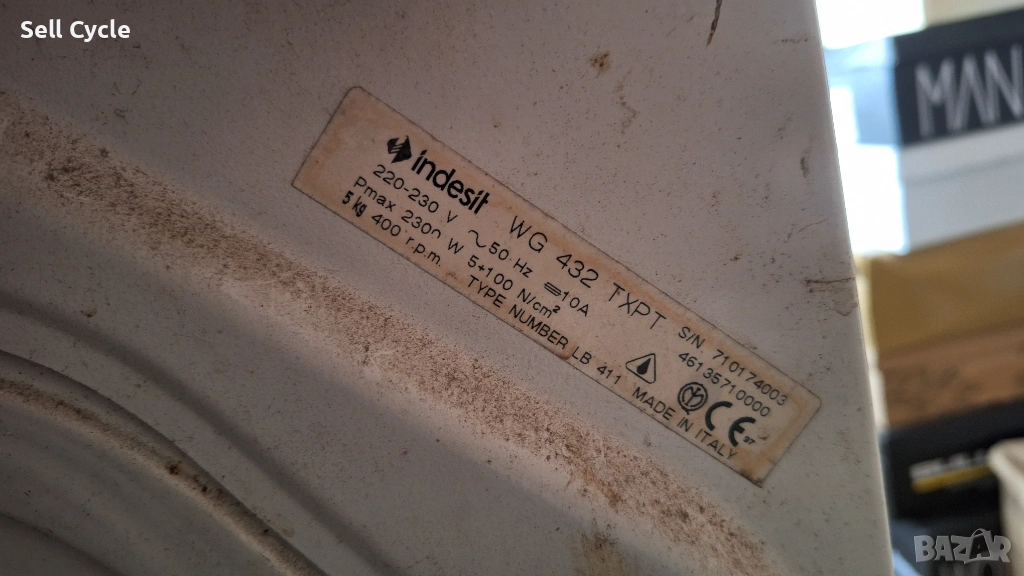 Sell Cycle
MAN
indesit WG 432 TXPT S/N 710174003
220-230 V ~ 50 Hz 10A 46135710000
Pmax 2300 W 5+100 N/cm²
5 kg 400 r.p.m. TYPE NUMBER LB 411 MADE IN ITALY
CE 97
BAZAR